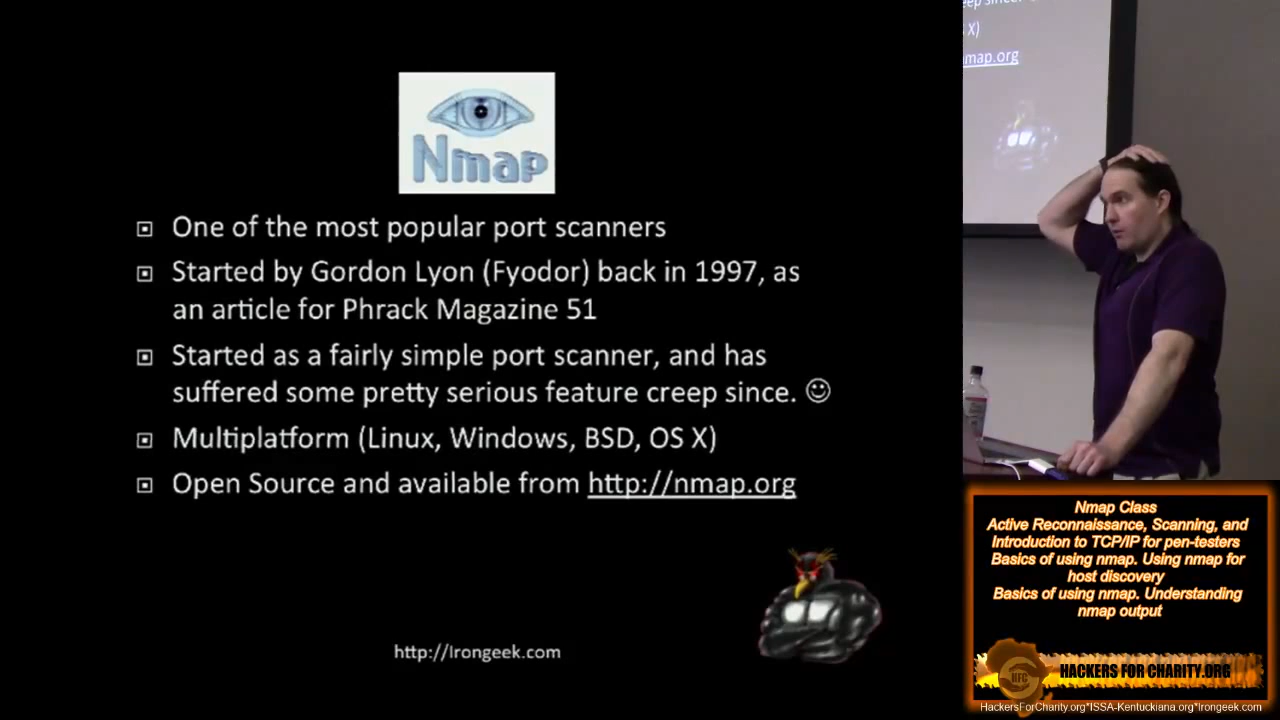 Nmap
One of the most popular port scanners
Started by Gordon Lyon (Fyodor) back in 1997, as
an article for Phrack Magazine 51
Started as a fairly simple port scanner, and has
suffered some pretty serious feature creep since. ☺
Multiplatform (Linux, Windows, BSD, OS X)
Open Source and available from http://nmap.org
http://Irongeek.com
X)
map.org
Nmap Class
Active Reconnaissance, Scanning, and
Introduction to TCP/IP for pen-testers
Basics of using nmap. Using nmap for
host discovery
Basics of using nmap. Understanding
nmap output
HFC
HACKERS FOR CHARITY.ORG
HackersForCharity.org*ISSA-Kentuckiana.org*Irongeek.com